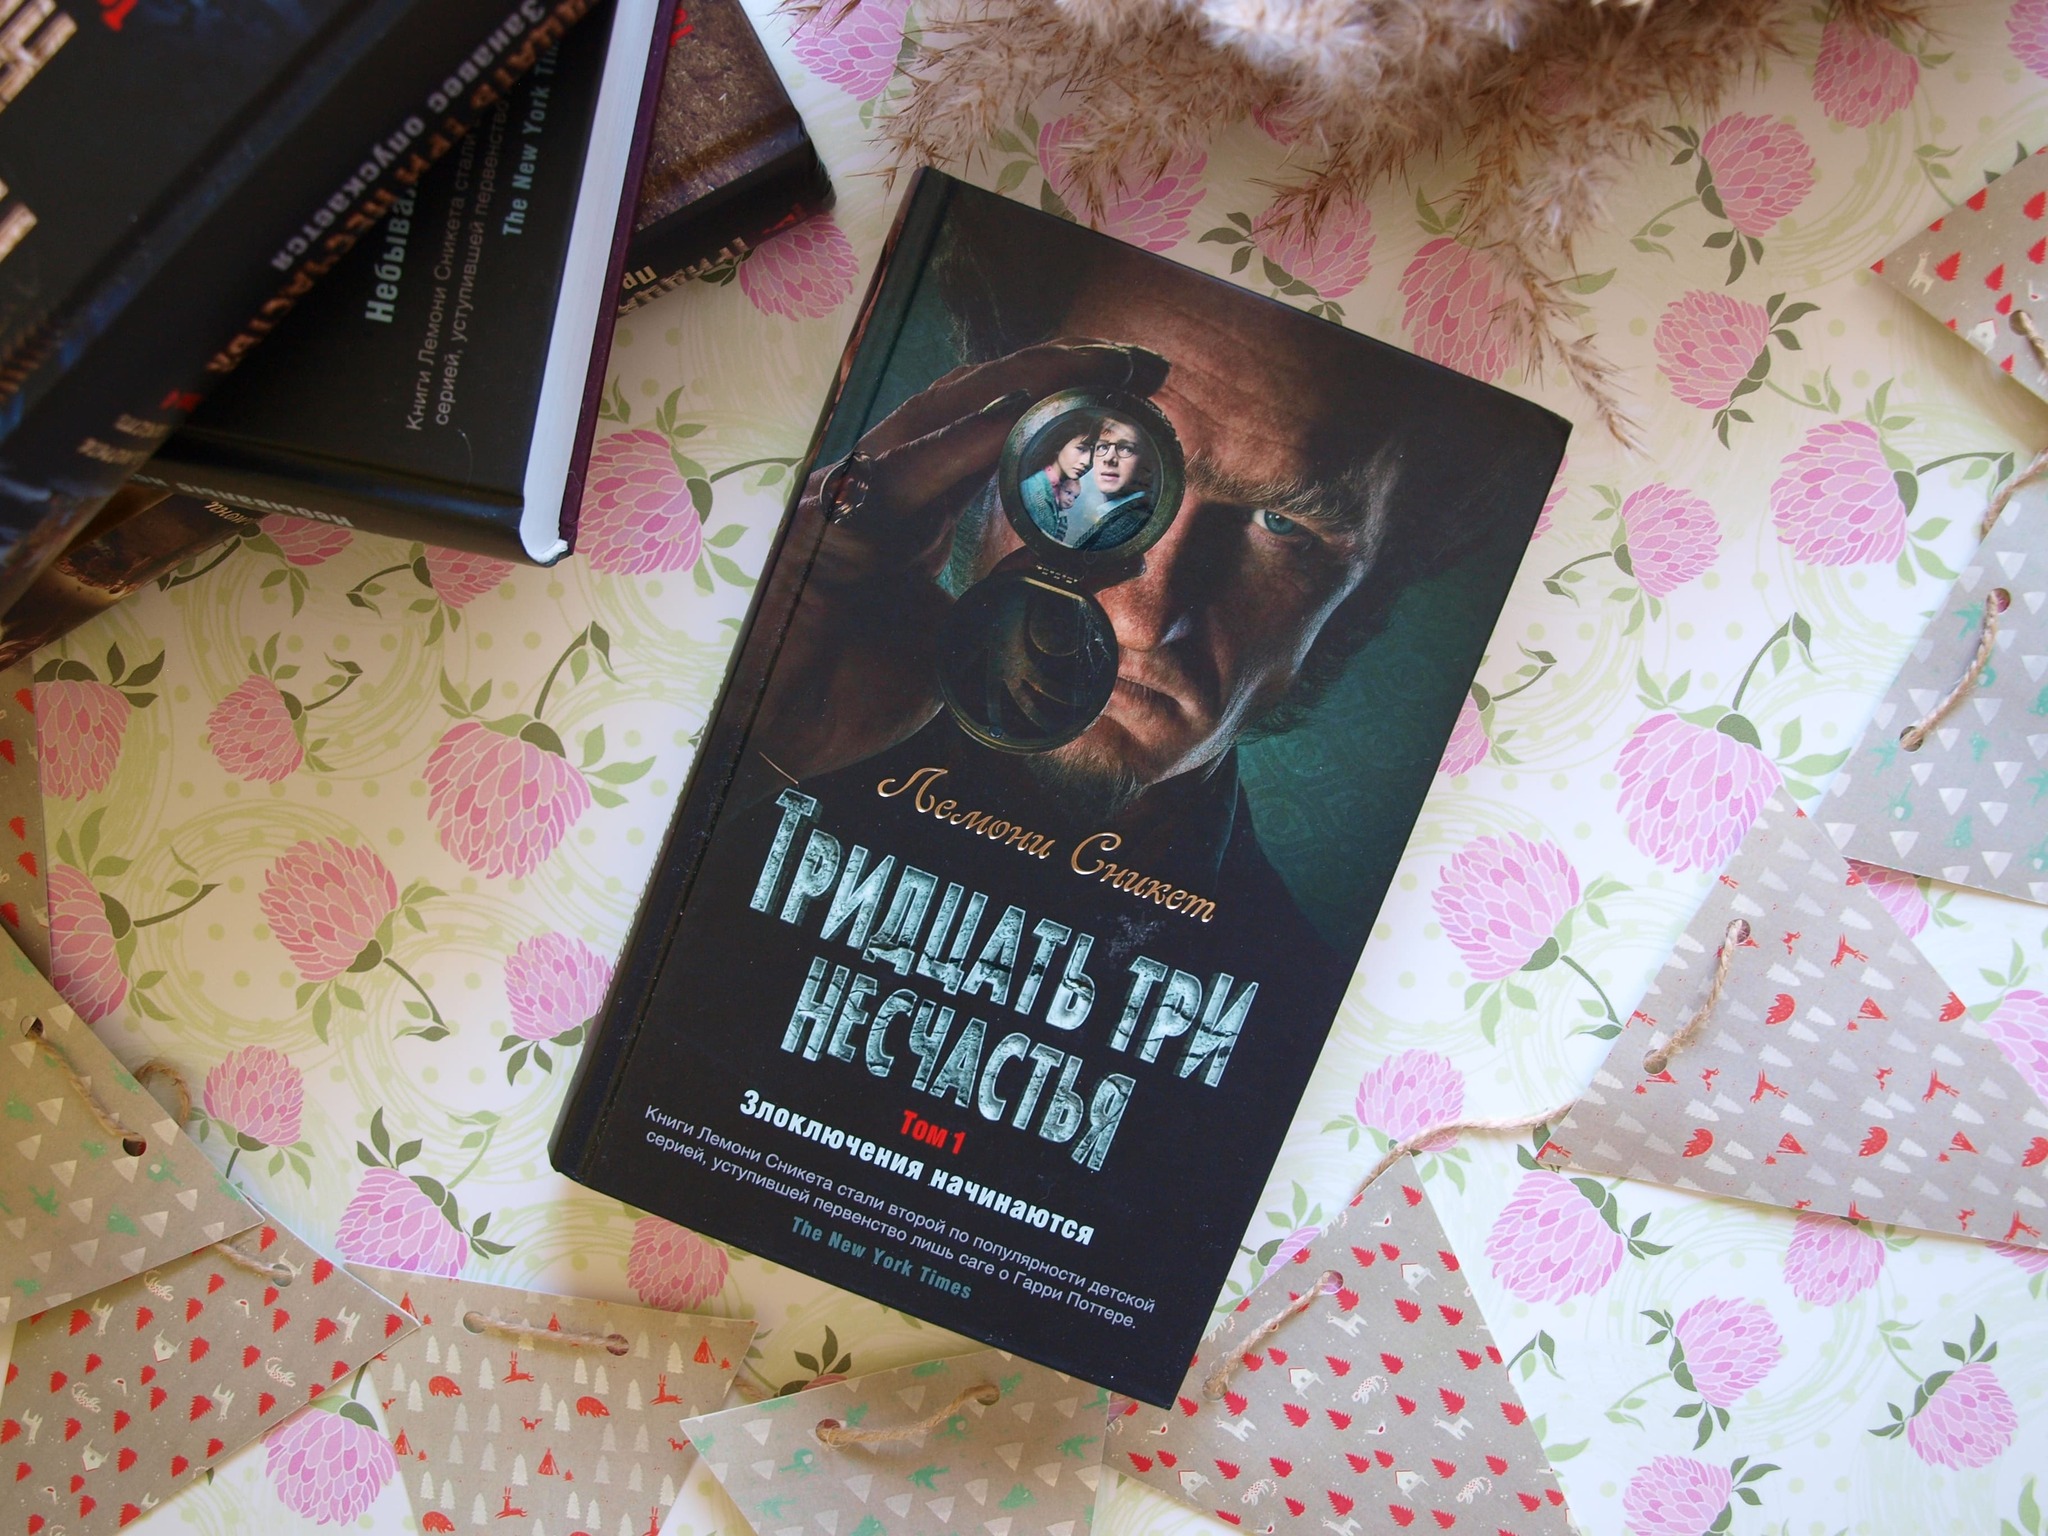 Лемони Сникет
Тридцать три
несчастья
Том 1
Злоключения начинаются
Книги Лемони Сникета стали второй по популярности детской
серией, уступившей первенство лишь саге о Гарри Поттере.
The New York Times
Занавес опускается
Книги Лемони Сникета стали
серией, уступившей первенство
The New York